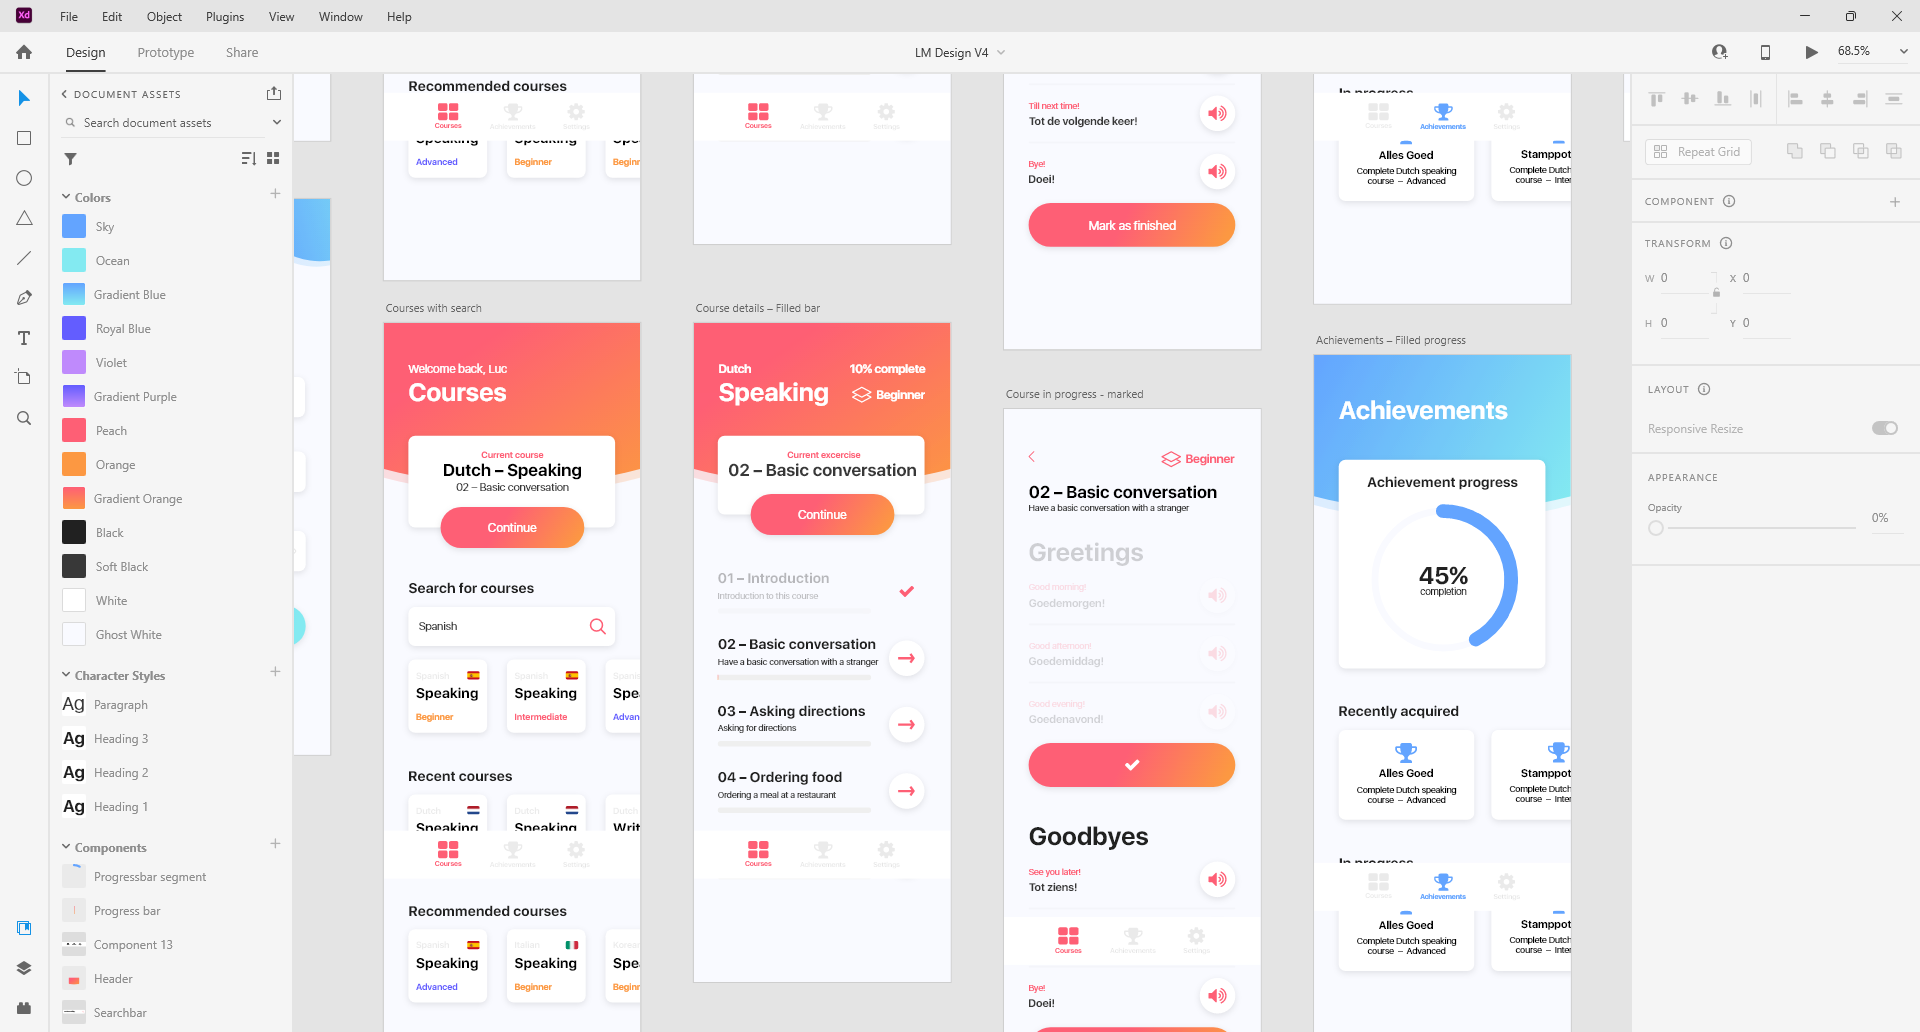 Xd
File Edit Object Plugins View Window Help
Design Prototype Share
LM Design V4
68.5%
DOCUMENT ASSETS
Search document assets
Colors
Sky
Ocean
Gradient Blue
Royal Blue
Violet
Gradient Purple
Peach
Orange
Gradient Orange
Black
Soft Black
White
Ghost White
Character Styles
Ag Paragraph
Ag Heading 3
Ag Heading 2
Ag Heading 1
Components
Progressbar segment
Progress bar
Component 13
Header
Searchbar
Recommended courses
Courses Achievements Settings
Speaking Speaking Spe
Advanced Beginner Beginn
Courses with search
Welcome back, Luc
Courses
Current course
Dutch – Speaking
02 – Basic conversation
Continue
Search for courses
Spanish
Spanish Spanish Spanis
Speaking Speaking Spea
Beginner Intermediate Advan
Recent courses
Dutch Dutch Dutch
Speaking Speaking Writ
Courses Achievements Settings
Recommended courses
Spanish Italian Korean
Speaking Speaking Spea
Advanced Beginner Beginn
Courses Achievements Settings
Course details – Filled bar
Dutch 10% complete
Speaking Beginner
Current excercise
02 – Basic conversation
Continue
01 – Introduction
Introduction to this course
02 – Basic conversation
Have a basic conversation with a stranger
03 – Asking directions
Asking for directions
04 – Ordering food
Ordering a meal at a restaurant
Courses Achievements Settings
Till next time!
Tot de volgende keer!
Bye!
Doei!
Mark as finished
Course in progress - marked
Beginner
02 – Basic conversation
Have a basic conversation with a stranger
Greetings
Good morning!
Goedemorgen!
Good afternoon!
Goedemiddag!
Good evening!
Goedenavond!
Goodbyes
See you later!
Tot ziens!
Courses Achievements Settings
Bye!
Doei!
In progress
Courses Achievements Settings
Alles Goed Stamppot
Complete Dutch speaking Complete Dutch
course – Advanced course – Inter
Achievements – Filled progress
Achievements
Achievement progress
45%
completion
Recently acquired
Alles Goed Stamppot
Complete Dutch speaking Complete Dutch
course – Advanced course – Inter
In progress
Courses Achievements Settings
Alles Goed Stamppot
Complete Dutch speaking Complete Dutch
course – Advanced course – Inter
Repeat Grid
COMPONENT
TRANSFORM
W 0 X 0
H 0 Y 0
LAYOUT
Responsive Resize
APPEARANCE
Opacity
0%